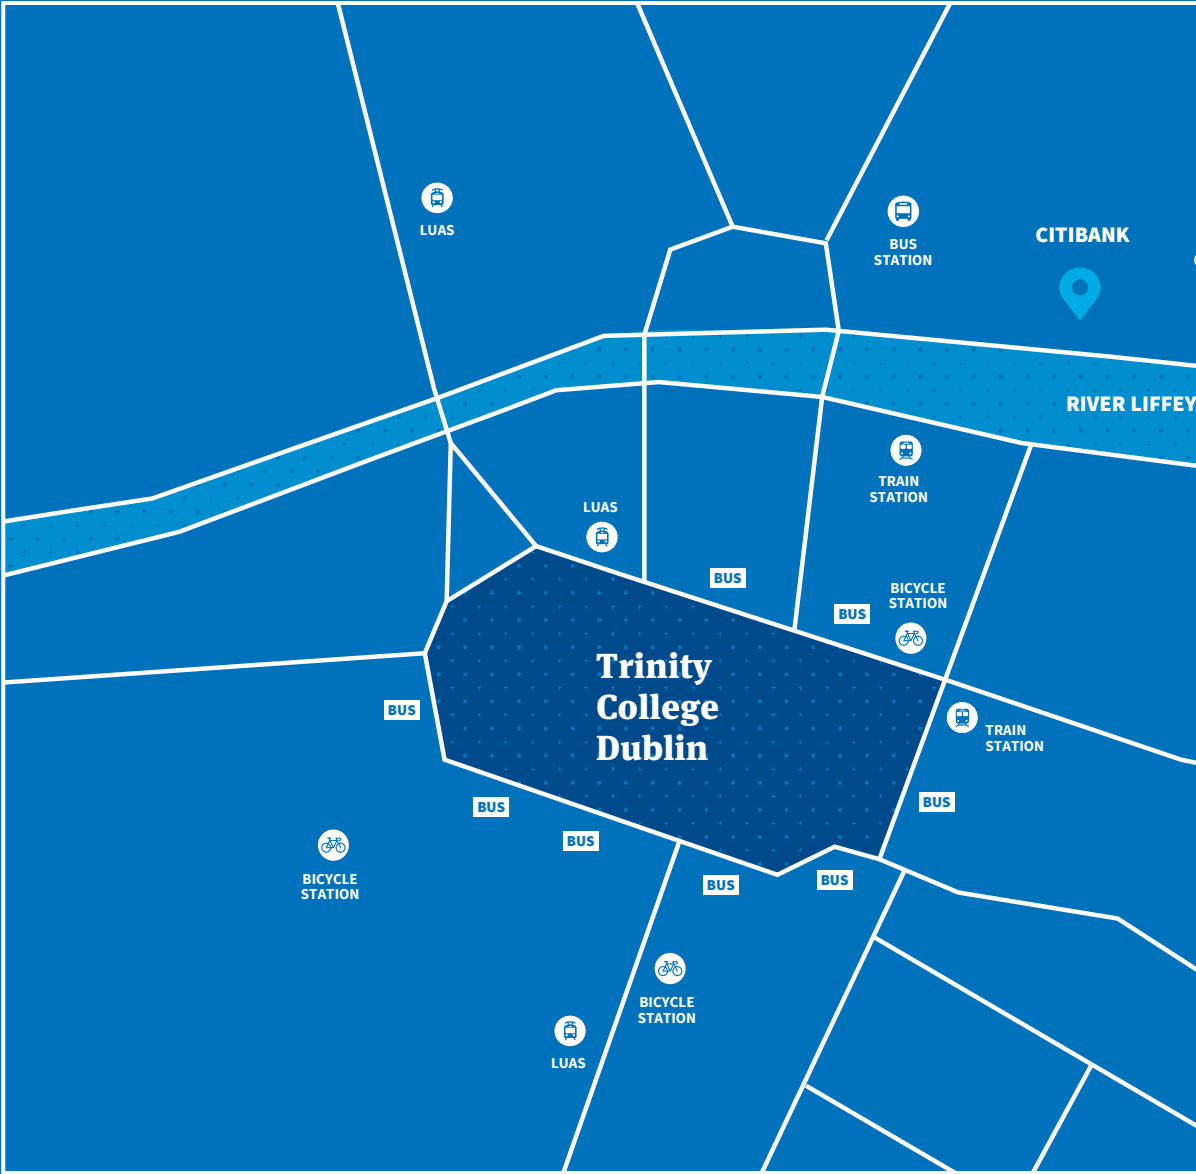 LUAS
BUS
STATION
CITIBANK
RIVER LIFFEY
TRAIN
STATION
LUAS
BUS
BICYCLE
STATION
BUS
Trinity
College
Dublin
BUS
TRAIN
STATION
BUS
BUS
BUS
BUS
BUS
BICYCLE
STATION
BICYCLE
STATION
LUAS